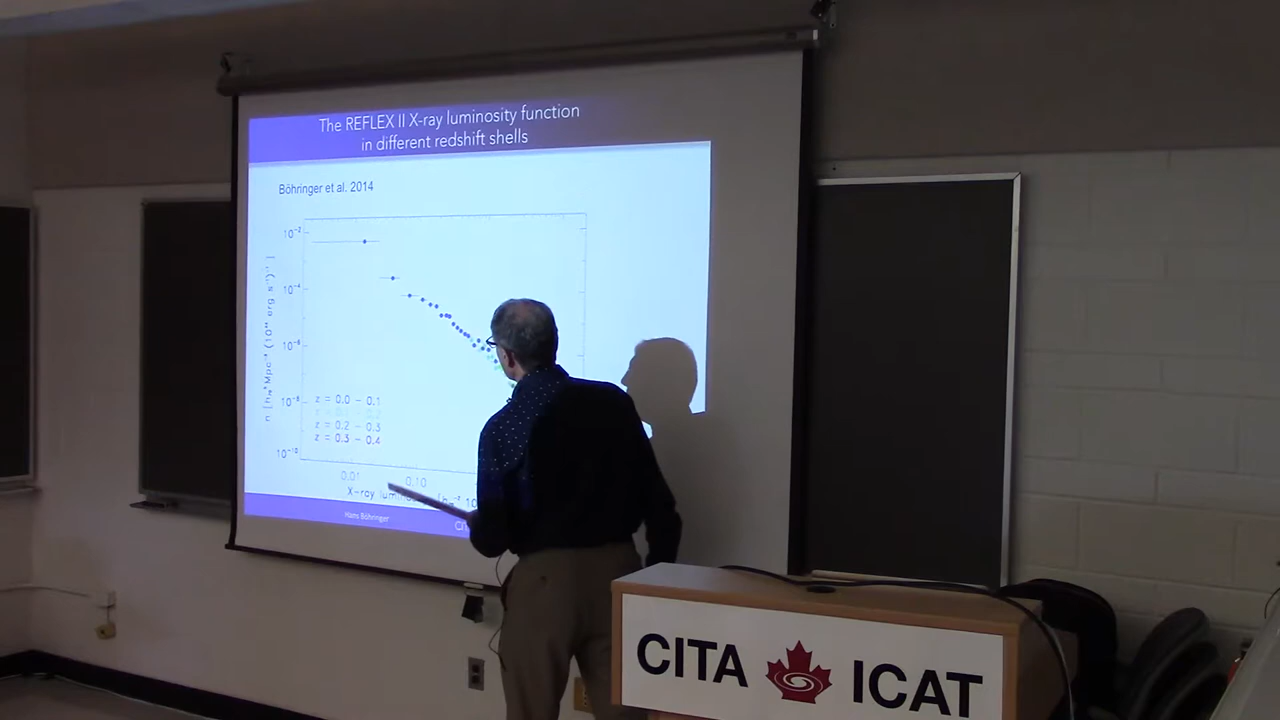 The REFLEX II X-ray luminosity function
in different redshift shells
Böhringer et al. 2014
10⁻²
10⁻⁴
10⁻⁶
10⁻⁸
10⁻¹⁰
z = 0.0 – 0.1
z = 0.2 – 0.3
z = 0.3 – 0.4
0.01 0.10
X-ray
Hans Böhringer
CITA ICAT